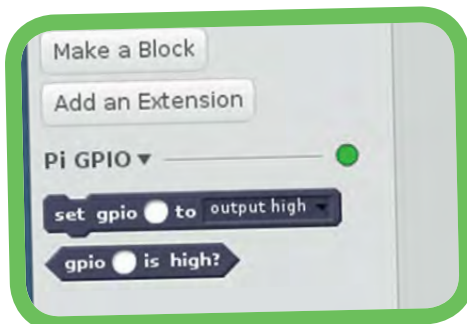 Make a Block
Add an Extension
Pi GPIO
set gpio to output high
gpio is high?